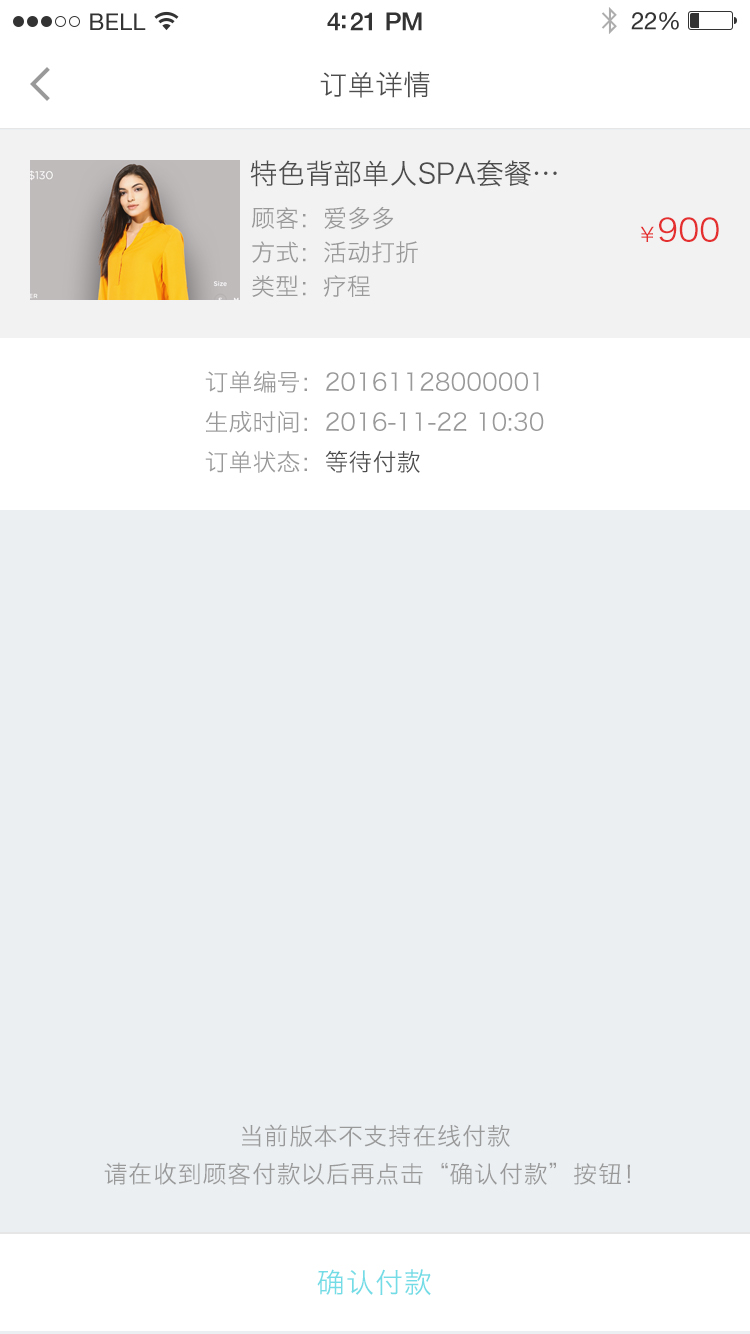 BELL 4:21 PM 22%
订单详情
$130
特色背部单人SPA套餐…
顾客：爱多多
方式：活动打折
类型：疗程
¥900
Size
订单编号：20161128000001
生成时间：2016-11-22 10:30
订单状态：等待付款
当前版本不支持在线付款
请在收到顾客付款以后再点击“确认付款”按钮！
确认付款